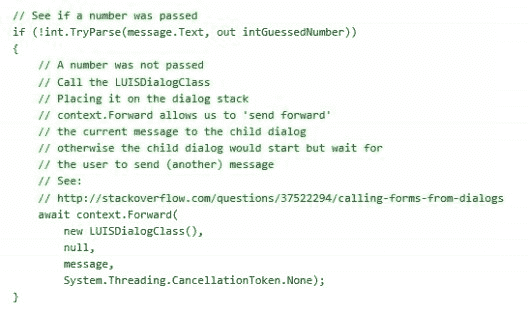 // See if a number was passed
if (!int.TryParse(message.Text, out intGuessedNumber))
{
// A number was not passed
// Call the LUISDialogClass
// Placing it on the dialog stack
// context.Forward allows us to 'send forward'
// the current message to the child dialog
// otherwise the child dialog would start but wait for
// the user to send (another) message
// See:
// http://stackoverflow.com/questions/37522294/calling-forms-from-dialogs
await context.Forward(
new LUISDialogClass(),
null,
message,
System.Threading.CancellationToken.None);
}